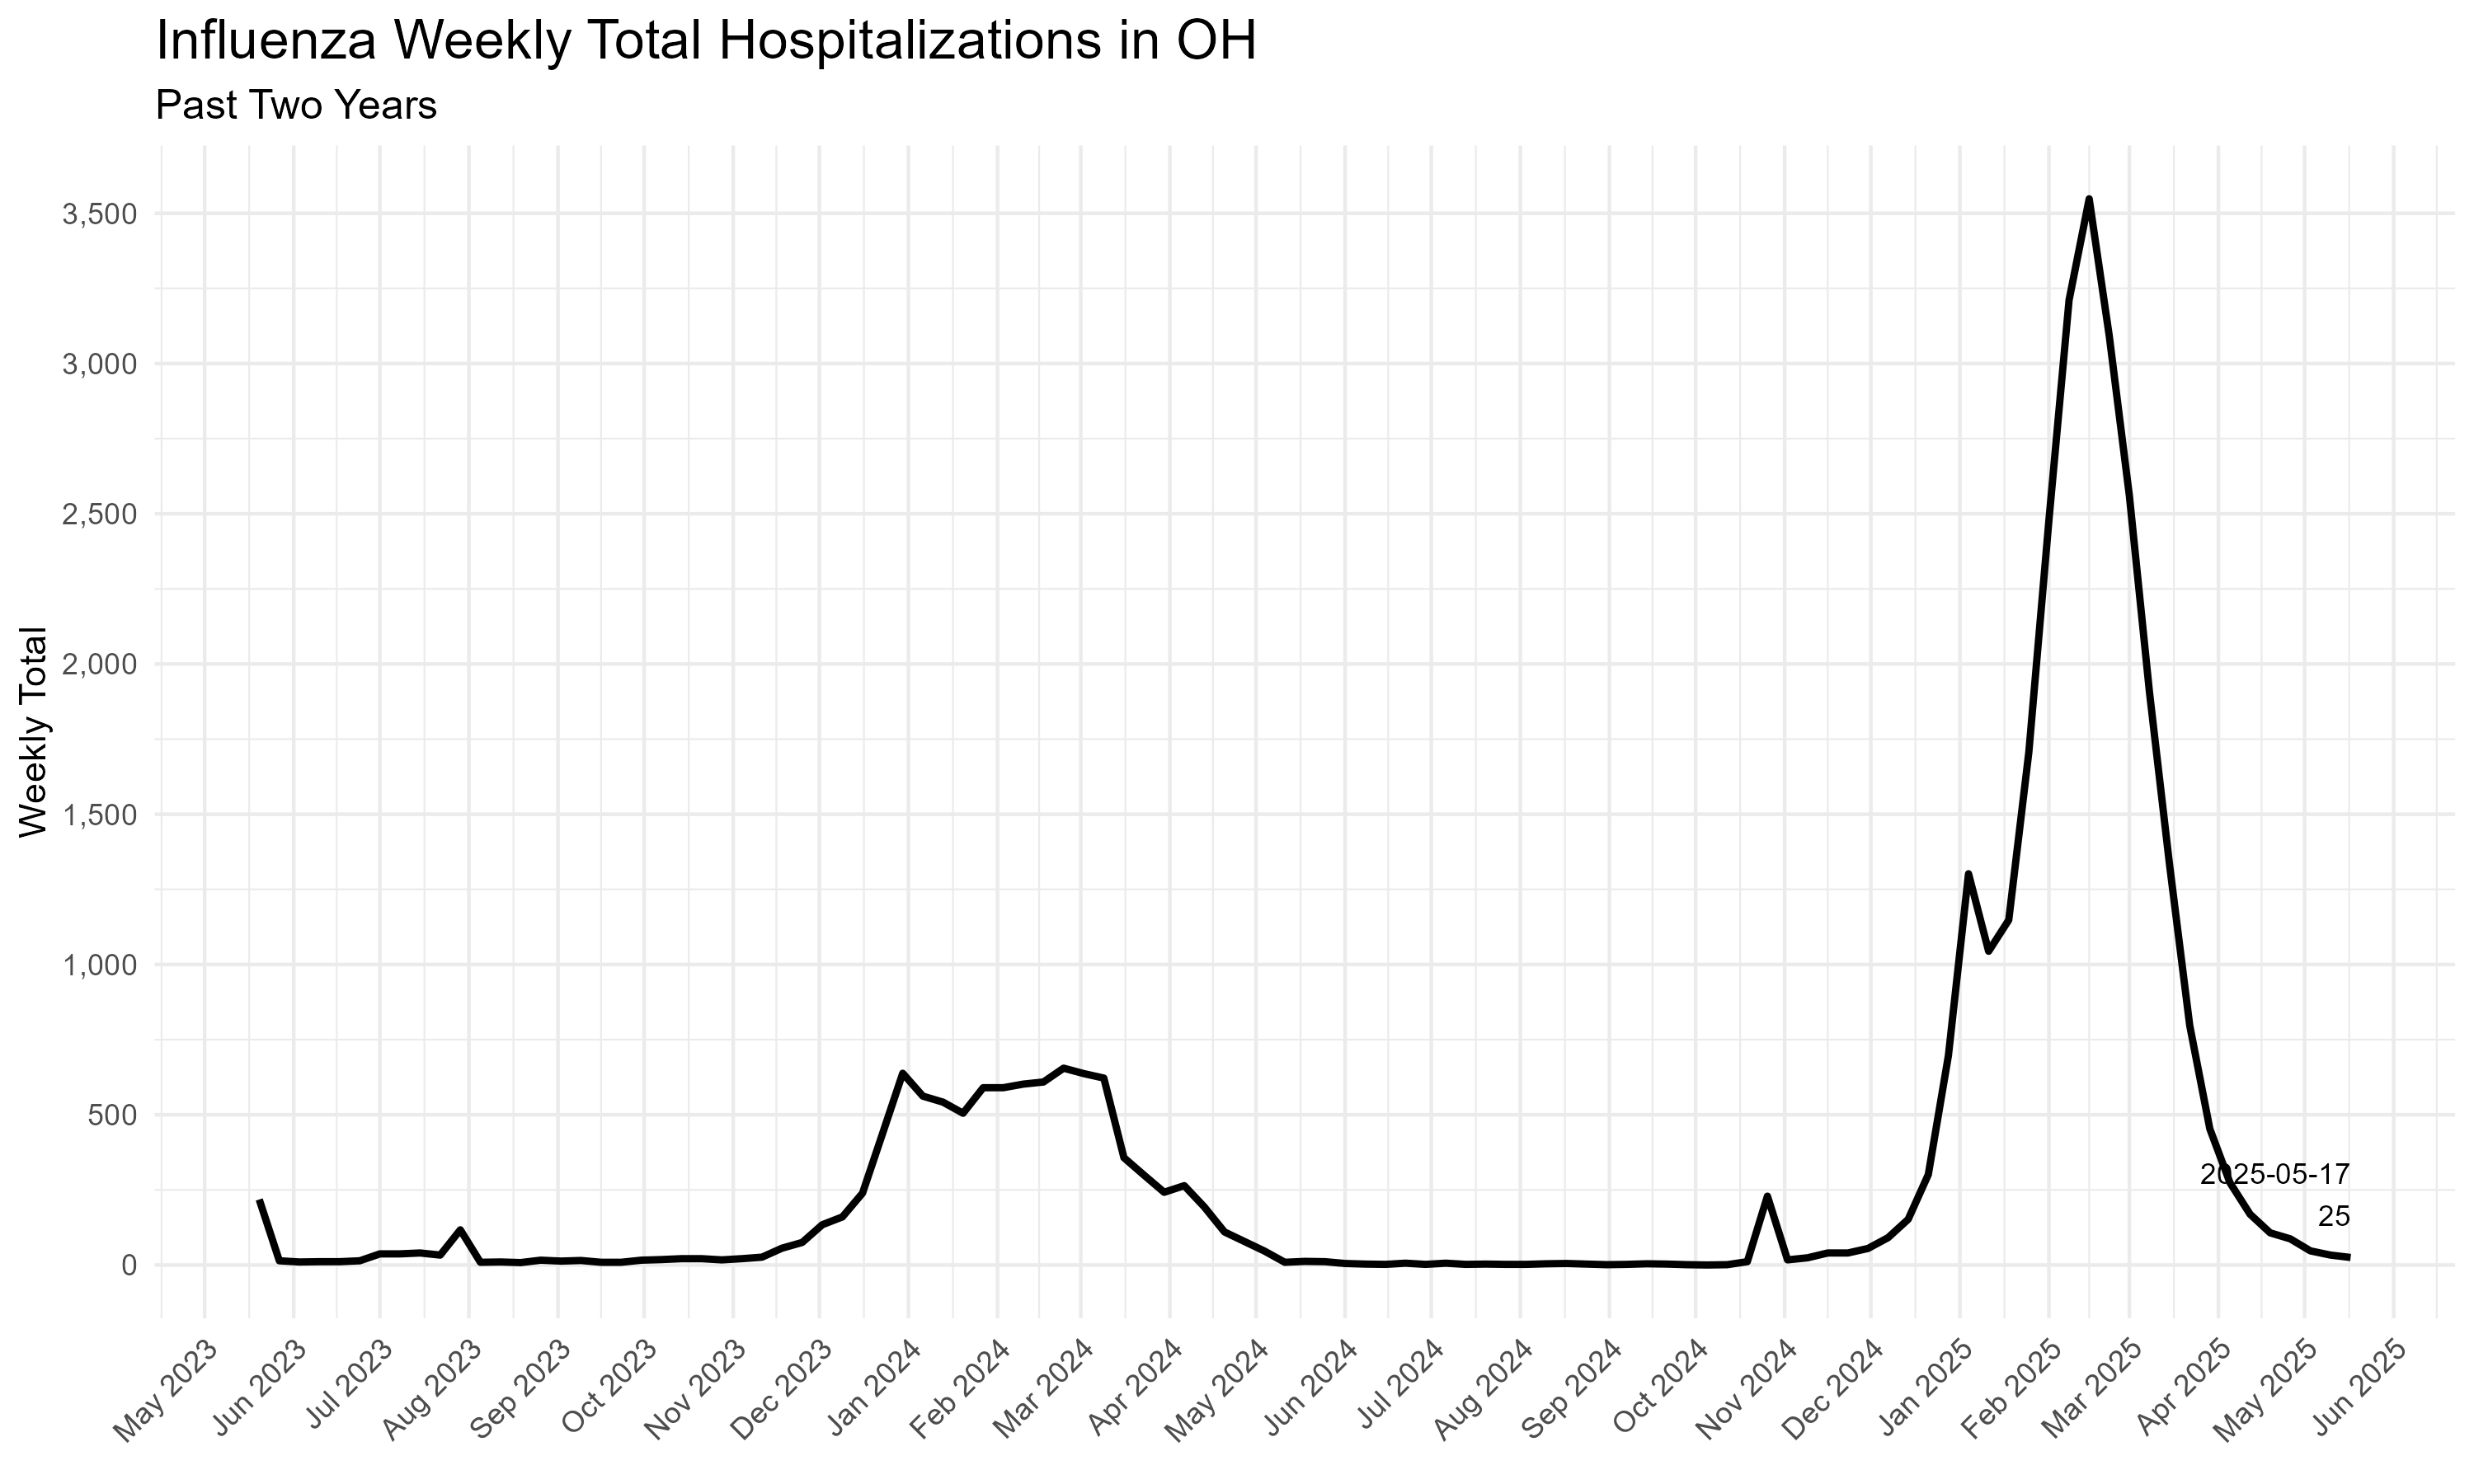 Influenza Weekly Total Hospitalizations in OH
Past Two Years
Weekly Total
3,500
3,000
2,500
2,000
1,500
1,000
500
0
2025-05-17
25
May 2023
Jun 2023
Jul 2023
Aug 2023
Sep 2023
Oct 2023
Nov 2023
Dec 2023
Jan 2024
Feb 2024
Mar 2024
Apr 2024
May 2024
Jun 2024
Jul 2024
Aug 2024
Sep 2024
Oct 2024
Nov 2024
Dec 2024
Jan 2025
Feb 2025
Mar 2025
Apr 2025
May 2025
Jun 2025